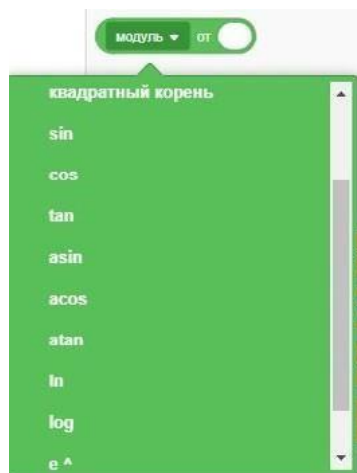 модуль от
квадратный корень
sin
cos
tan
asin
acos
atan
ln
log
e ^